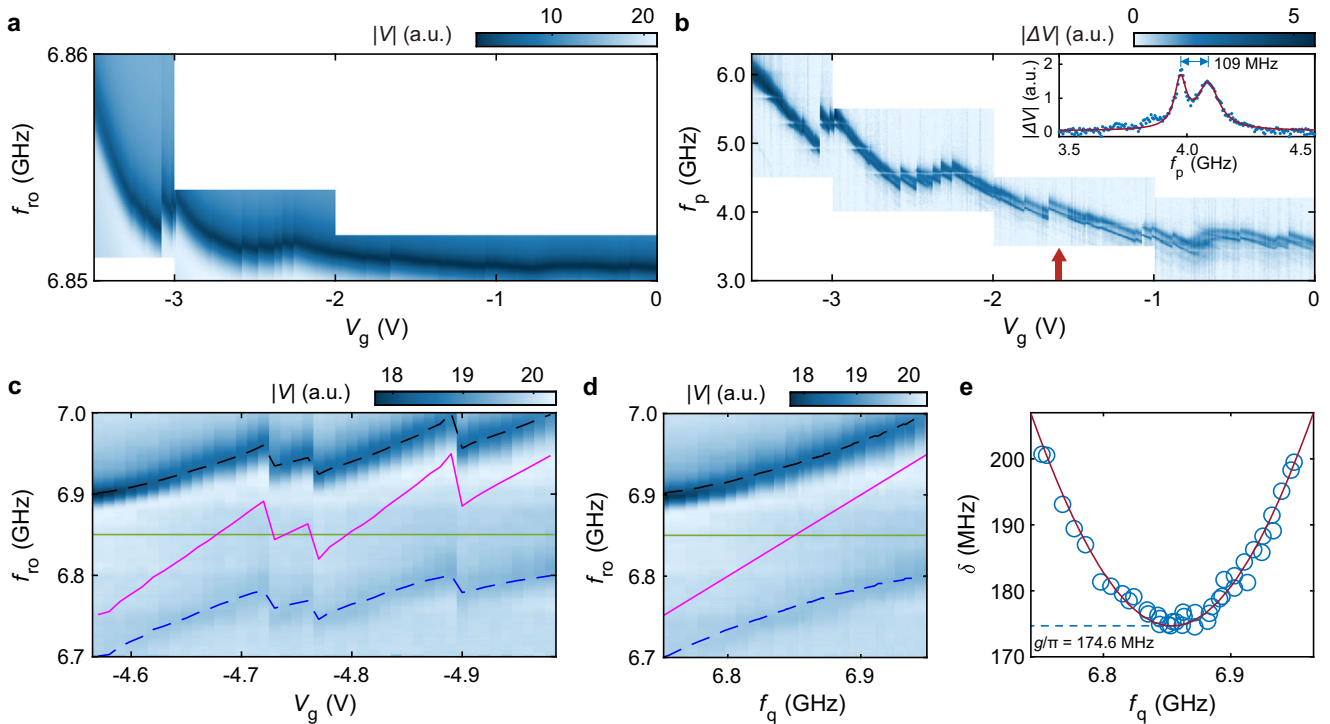 a
|V| (a.u.)
10 20
6.86
6.85
f_ro (GHz)
-3 -2 -1 0
V_g (V)
b
|ΔV| (a.u.)
0 5
6.0
5.0
4.0
3.0
f_p (GHz)
-3 -2 -1 0
V_g (V)
2
1
0
|ΔV| (a.u.)
109 MHz
3.5 4.0 4.5
f_p (GHz)
c
|V| (a.u.)
18 19 20
7.0
6.9
6.8
6.7
f_ro (GHz)
-4.6 -4.7 -4.8 -4.9
V_g (V)
d
|V| (a.u.)
18 19 20
7.0
6.9
6.8
6.7
f_ro (GHz)
6.8 6.9
f_q (GHz)
e
200
190
180
170
δ (MHz)
g/π = 174.6 MHz
6.8 6.9
f_q (GHz)